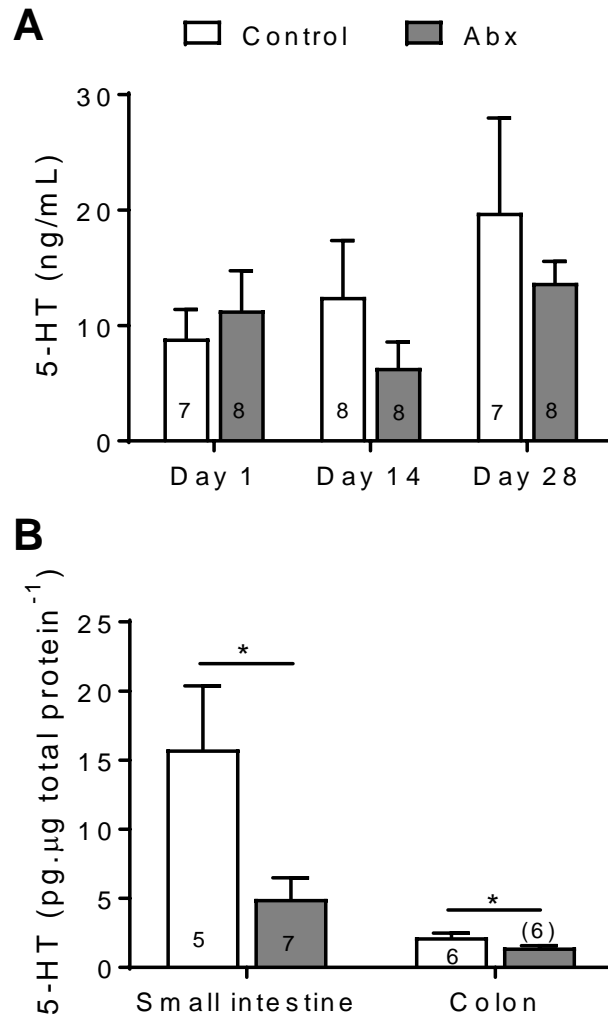 A
Control Abx
5-HT (ng/mL)
30
20
10
0
7 8 8 8 7 8
Day 1 Day 14 Day 28
B
5-HT (pg.µg total protein⁻¹)
25
20
15
10
5
0
*
*
5 7 6 (6)
Small intestine Colon